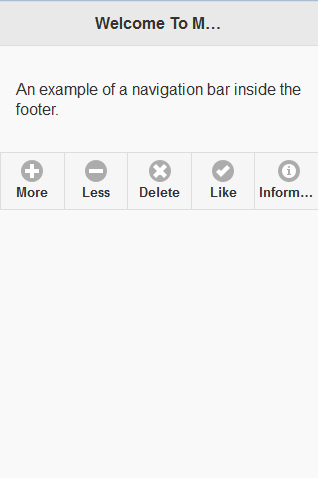 Welcome To M…
An example of a navigation bar inside the
footer.
More Less Delete Like Inform…